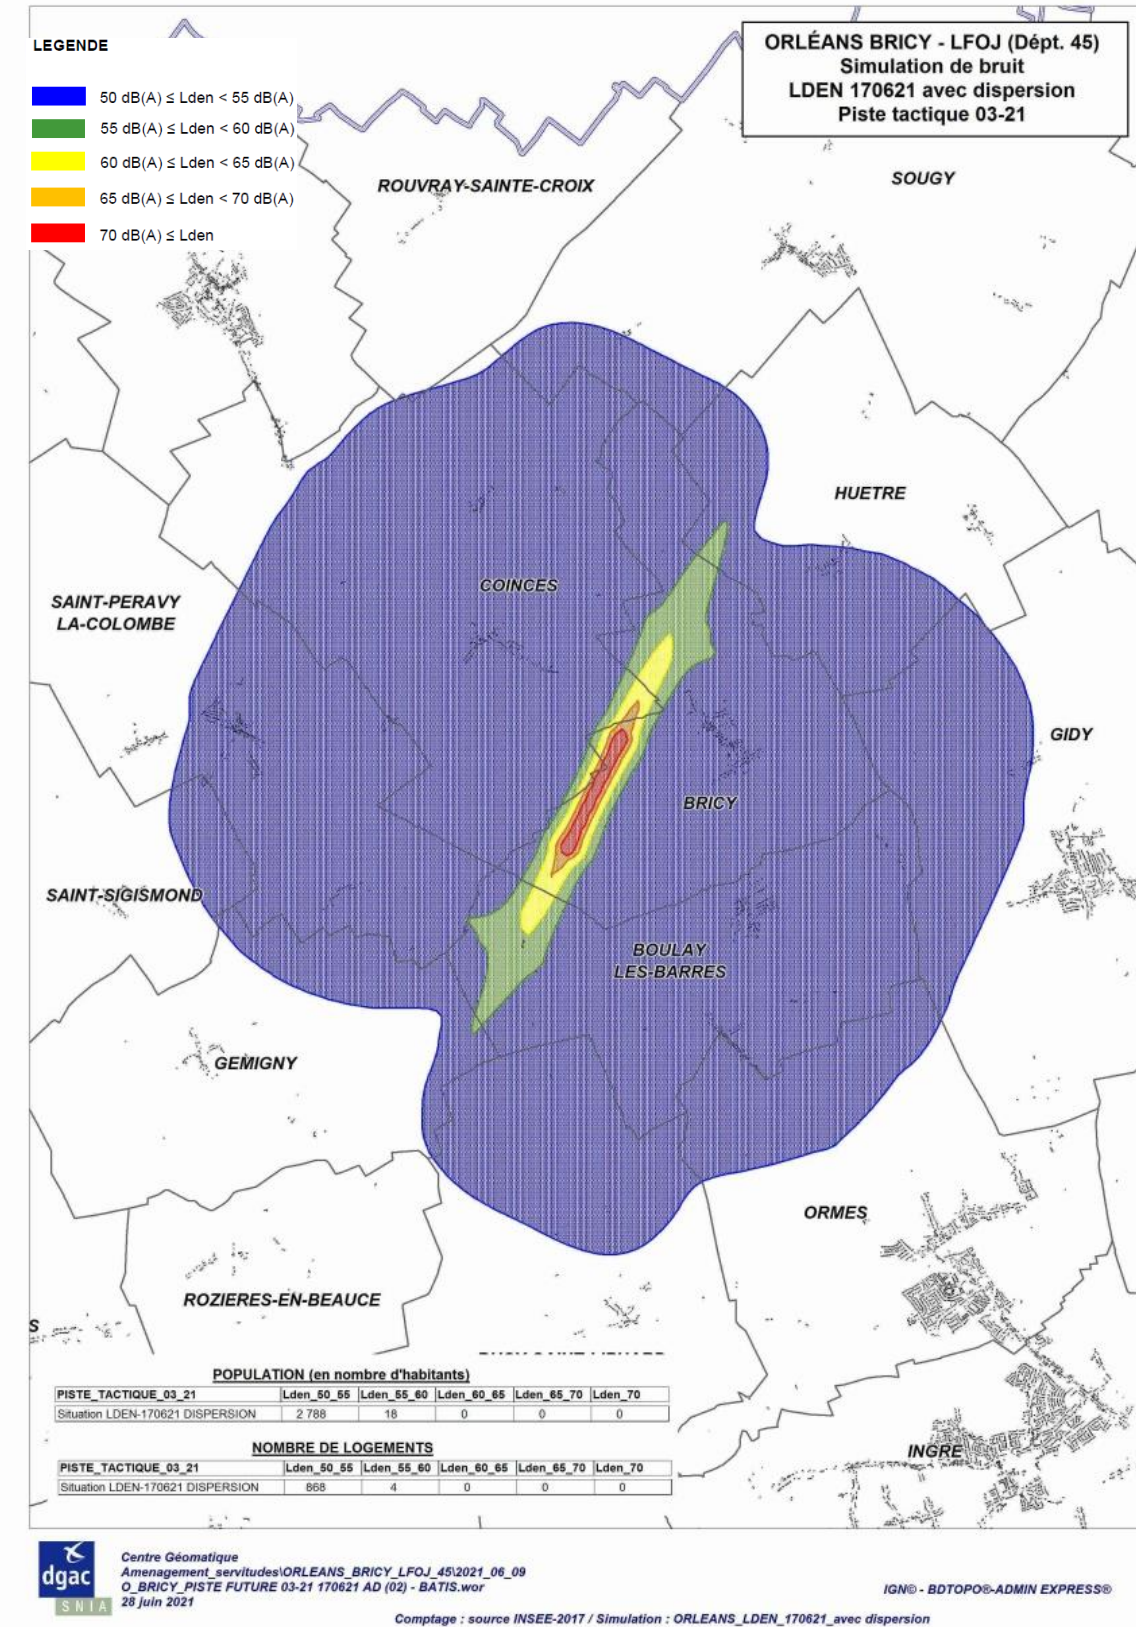 LEGENDE
50 dB(A) ≤ Lden < 55 dB(A)
55 dB(A) ≤ Lden < 60 dB(A)
60 dB(A) ≤ Lden < 65 dB(A)
65 dB(A) ≤ Lden < 70 dB(A)
70 dB(A) ≤ Lden
ORLÉANS BRICY - LFOJ (Dépt. 45)
Simulation de bruit
LDEN 170621 avec dispersion
Piste tactique 03-21
ROUVRAY-SAINTE-CROIX
SOUGY
HUETRE
COINCES
SAINT-PERAVY
LA-COLOMBE
GIDY
BRICY
SAINT-SIGISMOND
BOULAY
LES-BARRES
GEMIGNY
ORMES
ROZIERES-EN-BEAUCE
S
INGRE
POPULATION (en nombre d'habitants)
PISTE_TACTIQUE_03_21 Lden_50_55 Lden_55_60 Lden_60_65 Lden_65_70 Lden_70
Situation LDEN-170621 DISPERSION 2 788 18 0 0 0
NOMBRE DE LOGEMENTS
PISTE_TACTIQUE_03_21 Lden_50_55 Lden_55_60 Lden_60_65 Lden_65_70 Lden_70
Situation LDEN-170621 DISPERSION 868 4 0 0 0
dgac
SNIA
Centre Géomatique
Amenagement_servitudes\ORLEANS_BRICY_LFOJ_45\2021_06_09
O_BRICY_PISTE FUTURE 03-21 170621 AD (02) - BATIS.wor
28 juin 2021
IGN© - BDTOPO®-ADMIN EXPRESS®
Comptage : source INSEE-2017 / Simulation : ORLEANS_LDEN_170621_avec dispersion